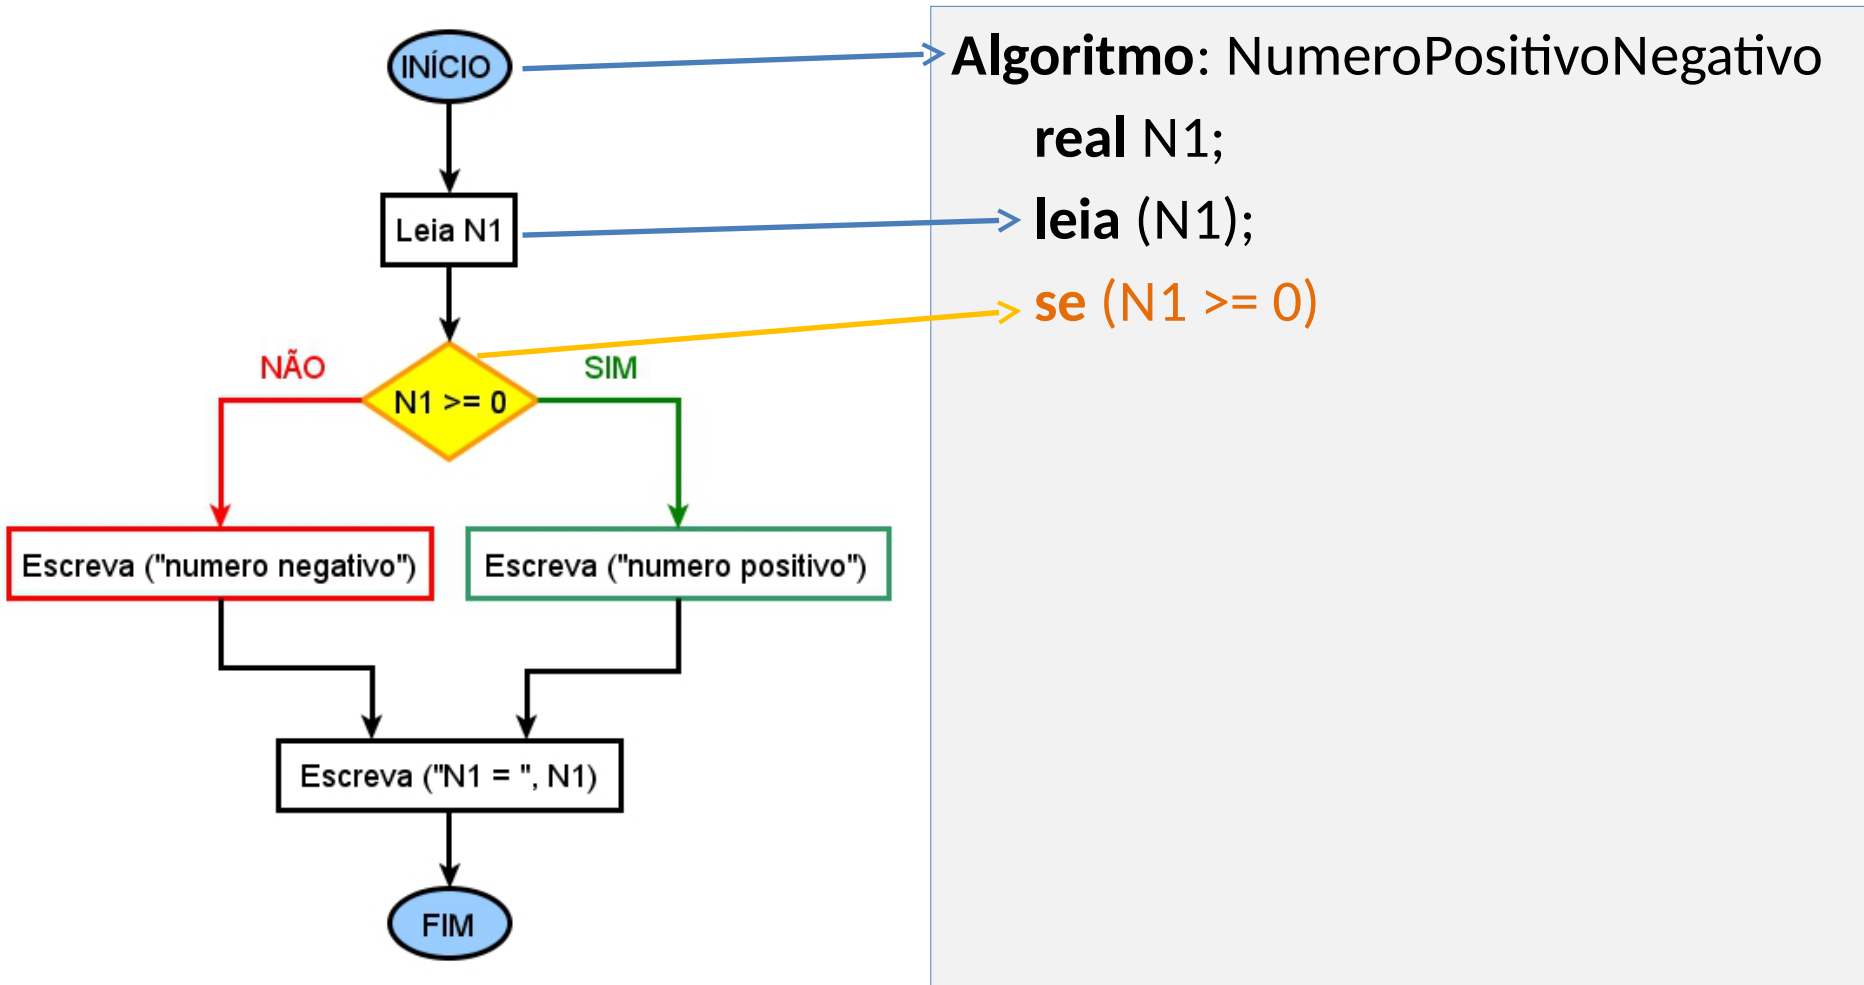 INÍCIO
Leia N1
NÃO
SIM
N1 >= 0
Escreva ("numero negativo")
Escreva ("numero positivo")
Escreva ("N1 = ", N1)
FIM
Algoritmo: NumeroPositivoNegativo
real N1;
leia (N1);
se (N1 >= 0)